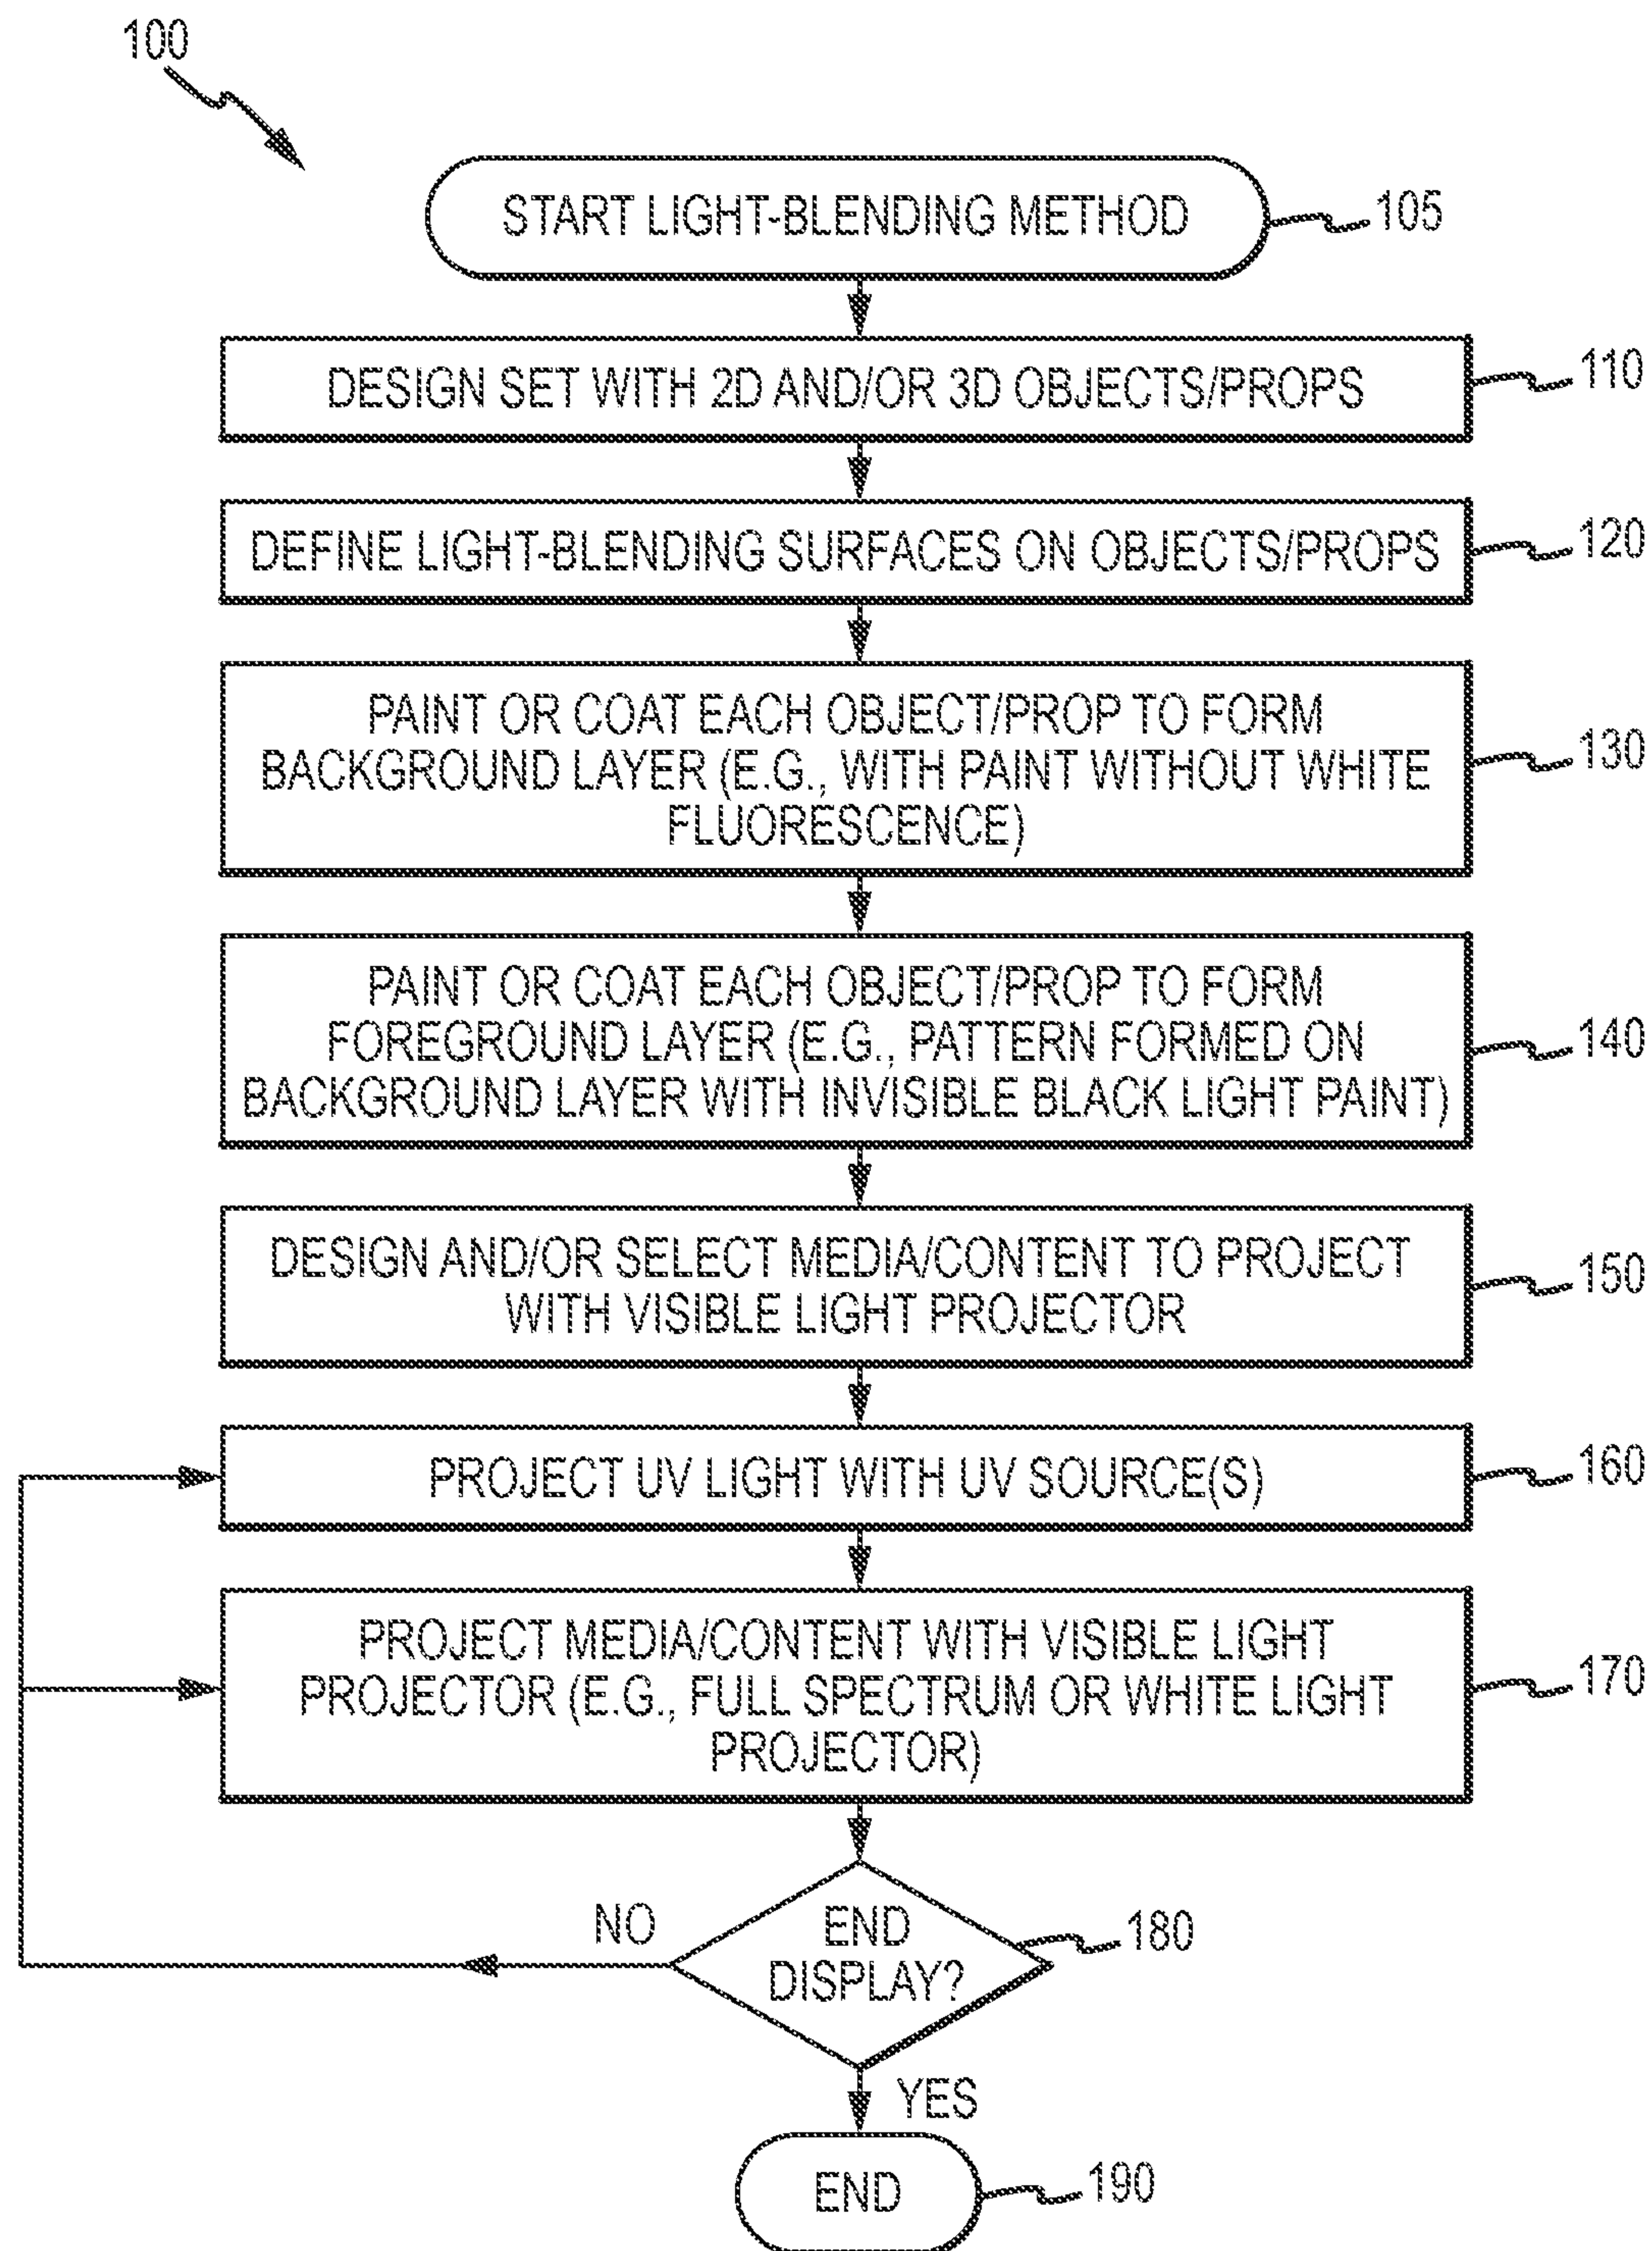 100
START LIGHT-BLENDING METHOD
105
DESIGN SET WITH 2D AND/OR 3D OBJECTS/PROPS
110
DEFINE LIGHT-BLENDING SURFACES ON OBJECTS/PROPS
120
PAINT OR COAT EACH OBJECT/PROP TO FORM
BACKGROUND LAYER (E.G., WITH PAINT WITHOUT WHITE
FLUORESCENCE)
130
PAINT OR COAT EACH OBJECT/PROP TO FORM
FOREGROUND LAYER (E.G., PATTERN FORMED ON
BACKGROUND LAYER WITH INVISIBLE BLACK LIGHT PAINT)
140
DESIGN AND/OR SELECT MEDIA/CONTENT TO PROJECT
WITH VISIBLE LIGHT PROJECTOR
150
PROJECT UV LIGHT WITH UV SOURCE(S)
160
PROJECT MEDIA/CONTENT WITH VISIBLE LIGHT
PROJECTOR (E.G., FULL SPECTRUM OR WHITE LIGHT
PROJECTOR)
170
NO
END
DISPLAY?
180
YES
END
190